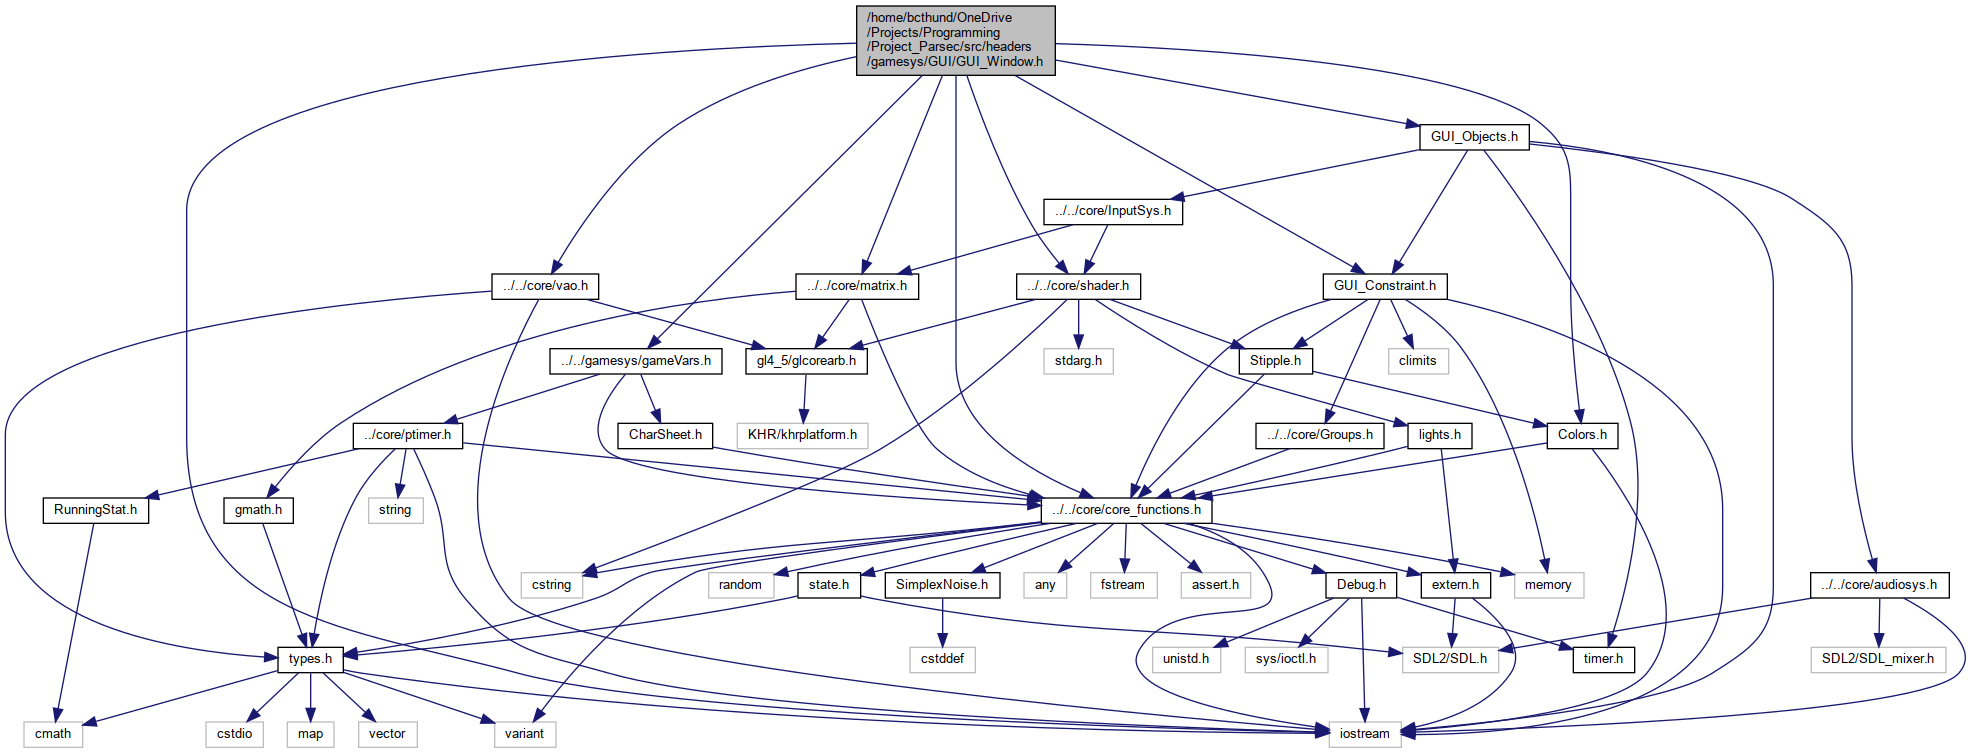 /home/bcthund/OneDrive
/Projects/Programming
/Project_Parsec/src/headers
/gamesys/GUI/GUI_Window.h
GUI_Objects.h
../../core/InputSys.h
../../core/vao.h
../../core/matrix.h
../../core/shader.h
GUI_Constraint.h
../../gamesys/gameVars.h
gl4_5/glcorearb.h
stdarg.h
Stipple.h
climits
../core/ptimer.h
CharSheet.h
KHR/khrplatform.h
../../core/Groups.h
lights.h
Colors.h
RunningStat.h
gmath.h
string
../../core/core_functions.h
cstring
random
state.h
SimplexNoise.h
any
fstream
assert.h
Debug.h
extern.h
memory
../../core/audiosys.h
types.h
cstddef
unistd.h
sys/ioctl.h
SDL2/SDL.h
timer.h
SDL2/SDL_mixer.h
cmath
cstdio
map
vector
variant
iostream